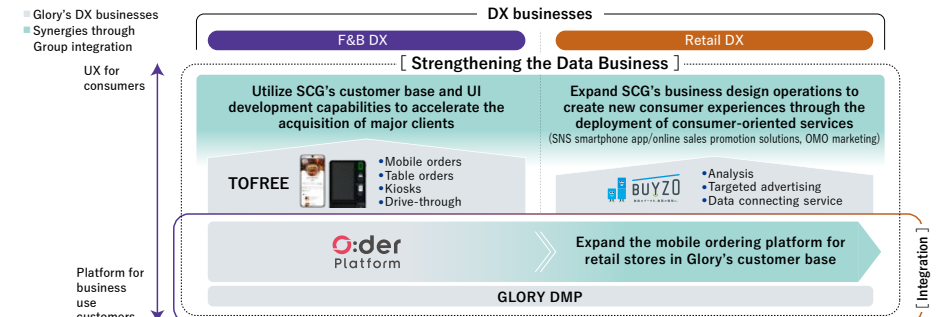 Glory's DX businesses
Synergies through
Group integration
DX businesses
F&B DX
Retail DX
[ Strengthening the Data Business ]
UX for
consumers
Utilize SCG's customer base and UI
development capabilities to accelerate the
acquisition of major clients
Expand SCG's business design operations to
create new consumer experiences through the
deployment of consumer-oriented services
(SNS smartphone app/online sales promotion solutions, OMO marketing)
TOFREE
•Mobile orders
•Table orders
•Kiosks
•Drive-through
BUYZO
•Analysis
•Targeted advertising
•Data connecting service
O:der
Platform
Expand the mobile ordering platform for
retail stores in Glory's customer base
GLORY DMP
Platform for
business
use
customers
[ Integration ]